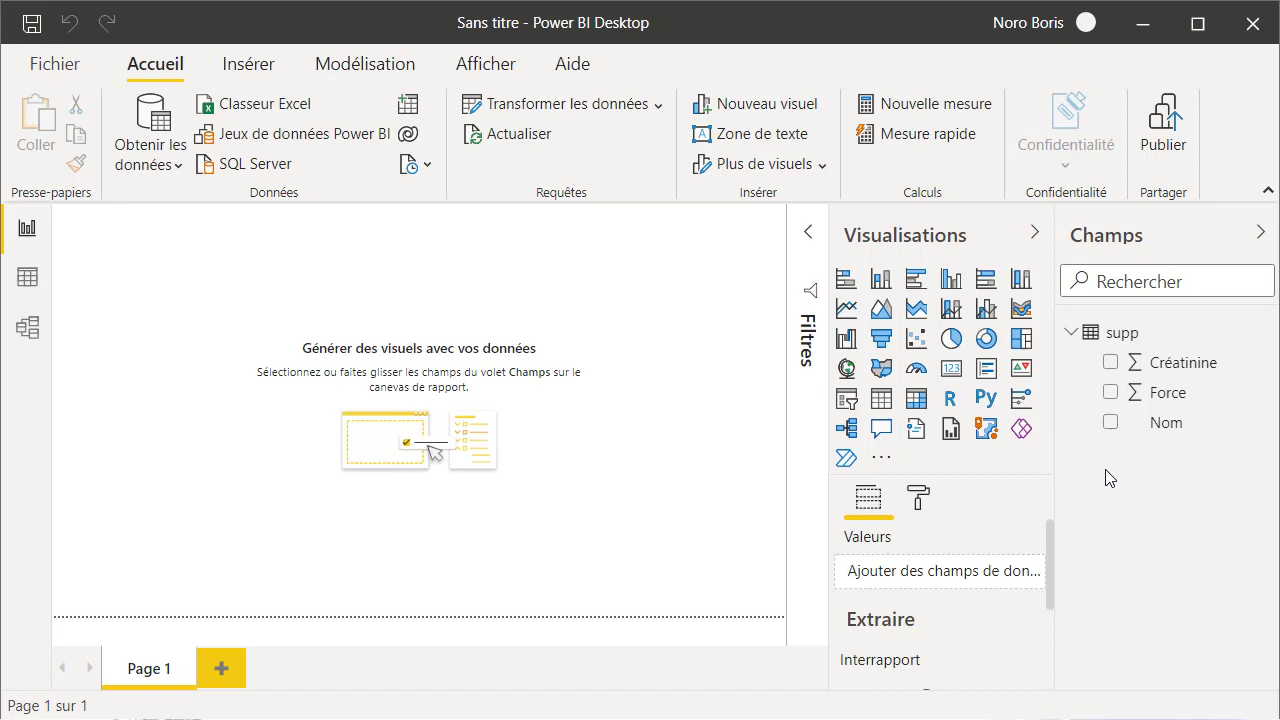 Sans titre - Power BI Desktop
Noro Boris
Fichier
Accueil
Insérer
Modélisation
Afficher
Aide
Coller
Presse-papiers
Obtenir les
données
Classeur Excel
Jeux de données Power BI
SQL Server
Données
Transformer les données
Actualiser
Requêtes
Nouveau visuel
Zone de texte
Plus de visuels
Insérer
Nouvelle mesure
Mesure rapide
Calculs
Confidentialité
Confidentialité
Publier
Partager
Générer des visuels avec vos données
Sélectionnez ou faites glisser les champs du volet Champs sur le
canevas de rapport.
Filtres
Visualisations
R
Py
123
Valeurs
Ajouter des champs de don...
Extraire
Interrapport
Champs
Rechercher
supp
Créatinine
Force
Nom
Page 1
Page 1 sur 1